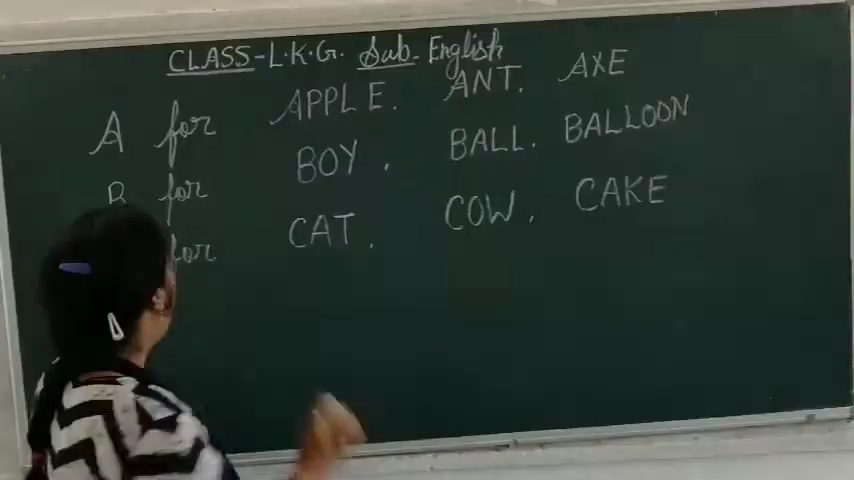 CLASS-L.K.G. Sub. English
A for APPLE. ANT. AXE
B for BOY. BALL. BALLOON
for CAT. COW. CAKE